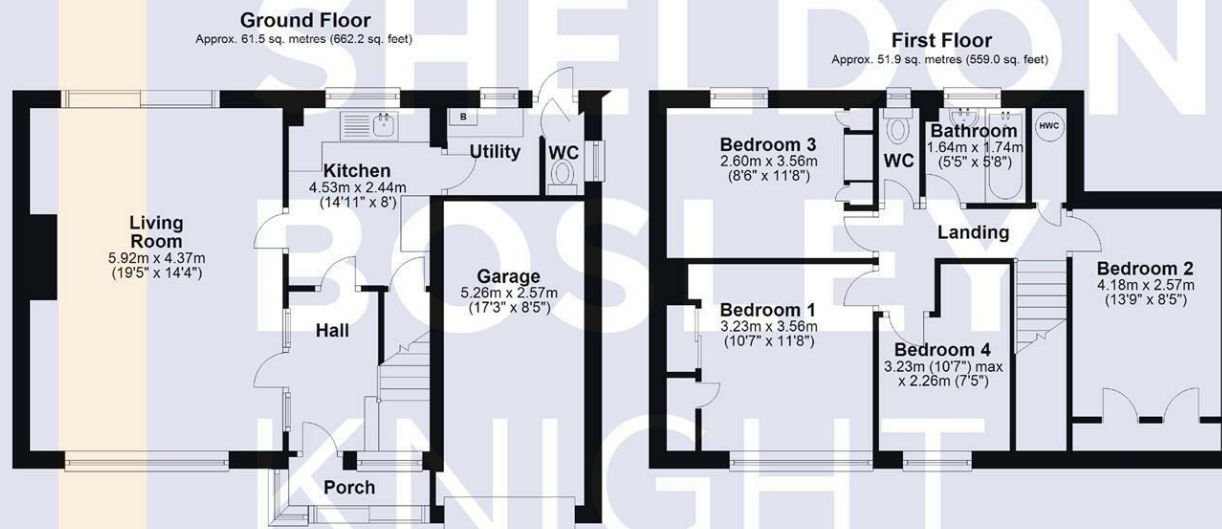 SHELDON
BOSLEY
KNIGHT
Ground Floor
Approx. 61.5 sq. metres (662.2 sq. feet)
Living
Room
5.92m x 4.37m
(19'5" x 14'4")
Kitchen
4.53m x 2.44m
(14'11" x 8')
B
Utility
WC
Garage
5.26m x 2.57m
(17'3" x 8'5")
Hall
Porch
First Floor
Approx. 51.9 sq. metres (559.0 sq. feet)
Bedroom 3
2.60m x 3.56m
(8'6" x 11'8")
WC
Bathroom
1.64m x 1.74m
(5'5" x 5'8")
HWC
Landing
Bedroom 2
4.18m x 2.57m
(13'9" x 8'5")
Bedroom 1
3.23m x 3.56m
(10'7" x 11'8")
Bedroom 4
3.23m (10'7") max
x 2.26m (7'5")